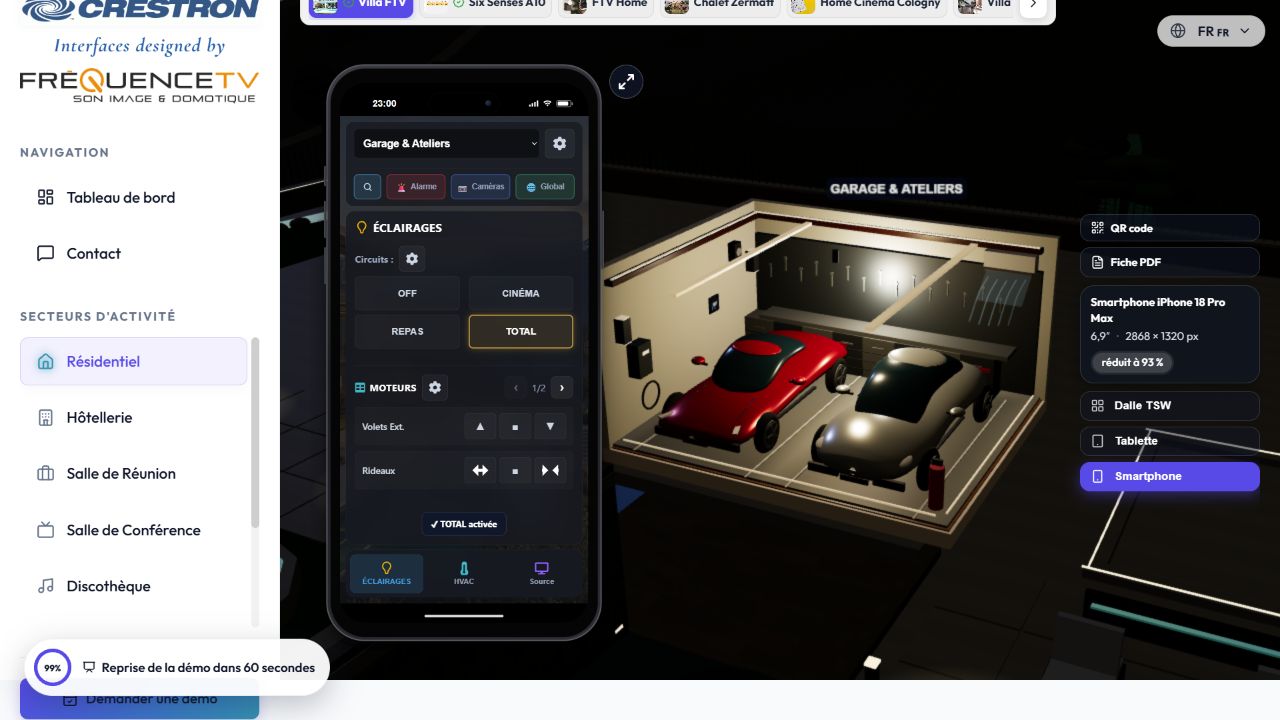 CRESTRON
Interfaces designed by
FRÉQUENCETV
SON IMAGE & DOMOTIQUE
NAVIGATION
Tableau de bord
Contact
SECTEURS D'ACTIVITÉ
Résidentiel
Hôtellerie
Salle de Réunion
Salle de Conférence
Discothèque
99%
Reprise de la démo dans 60 secondes
Demander une démo
Villa FTV
Six Senses A10
FTV Home
Chalet Zermatt
Home Cinema Cologny
Villa
FR FR
23:00
Garage & Ateliers
Alarme
Caméras
Global
ÉCLAIRAGES
Circuits :
OFF
CINÉMA
REPAS
TOTAL
MOTEURS
‹ 1/2 ›
Volets Ext.
▲ ■ ▼
Rideaux
✓ TOTAL activée
ÉCLAIRAGES
HVAC
Source
GARAGE & ATELIERS
QR code
Fiche PDF
Smartphone iPhone 18 Pro
Max
6,9" · 2868 × 1320 px
réduit à 93 %
Dalle TSW
Tablette
Smartphone